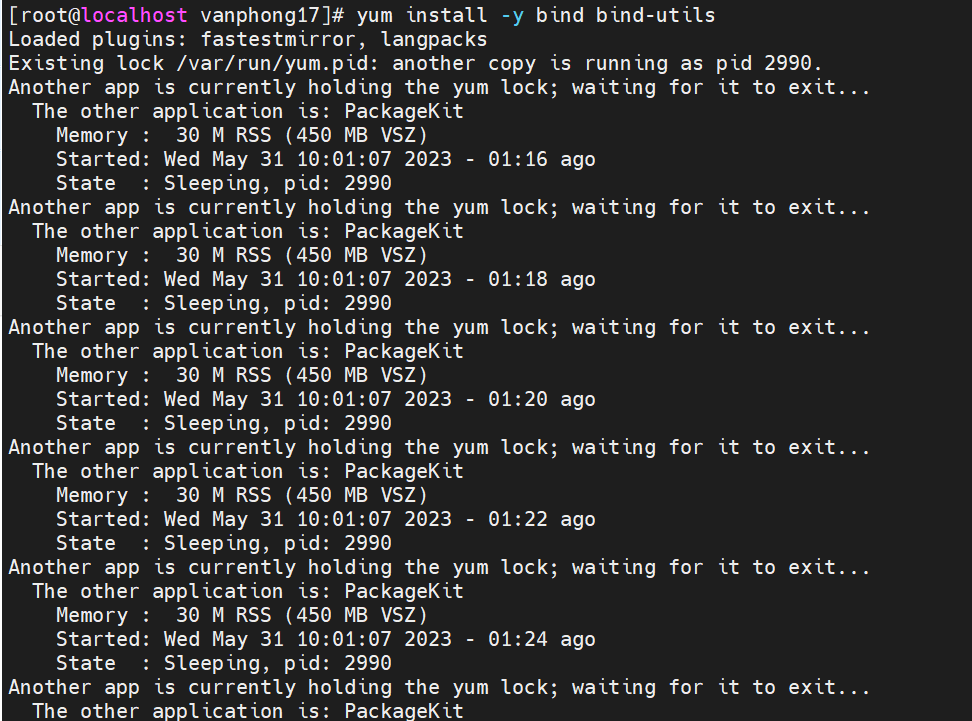 [root@localhost vanphong17]# yum install -y bind bind-utils
Loaded plugins: fastestmirror, langpacks
Existing lock /var/run/yum.pid: another copy is running as pid 2990.
Another app is currently holding the yum lock; waiting for it to exit...
  The other application is: PackageKit
    Memory :  30 M RSS (450 MB VSZ)
    Started: Wed May 31 10:01:07 2023 - 01:16 ago
    State  : Sleeping, pid: 2990
Another app is currently holding the yum lock; waiting for it to exit...
  The other application is: PackageKit
    Memory :  30 M RSS (450 MB VSZ)
    Started: Wed May 31 10:01:07 2023 - 01:18 ago
    State  : Sleeping, pid: 2990
Another app is currently holding the yum lock; waiting for it to exit...
  The other application is: PackageKit
    Memory :  30 M RSS (450 MB VSZ)
    Started: Wed May 31 10:01:07 2023 - 01:20 ago
    State  : Sleeping, pid: 2990
Another app is currently holding the yum lock; waiting for it to exit...
  The other application is: PackageKit
    Memory :  30 M RSS (450 MB VSZ)
    Started: Wed May 31 10:01:07 2023 - 01:22 ago
    State  : Sleeping, pid: 2990
Another app is currently holding the yum lock; waiting for it to exit...
  The other application is: PackageKit
    Memory :  30 M RSS (450 MB VSZ)
    Started: Wed May 31 10:01:07 2023 - 01:24 ago
    State  : Sleeping, pid: 2990
Another app is currently holding the yum lock; waiting for it to exit...
  The other application is: PackageKit